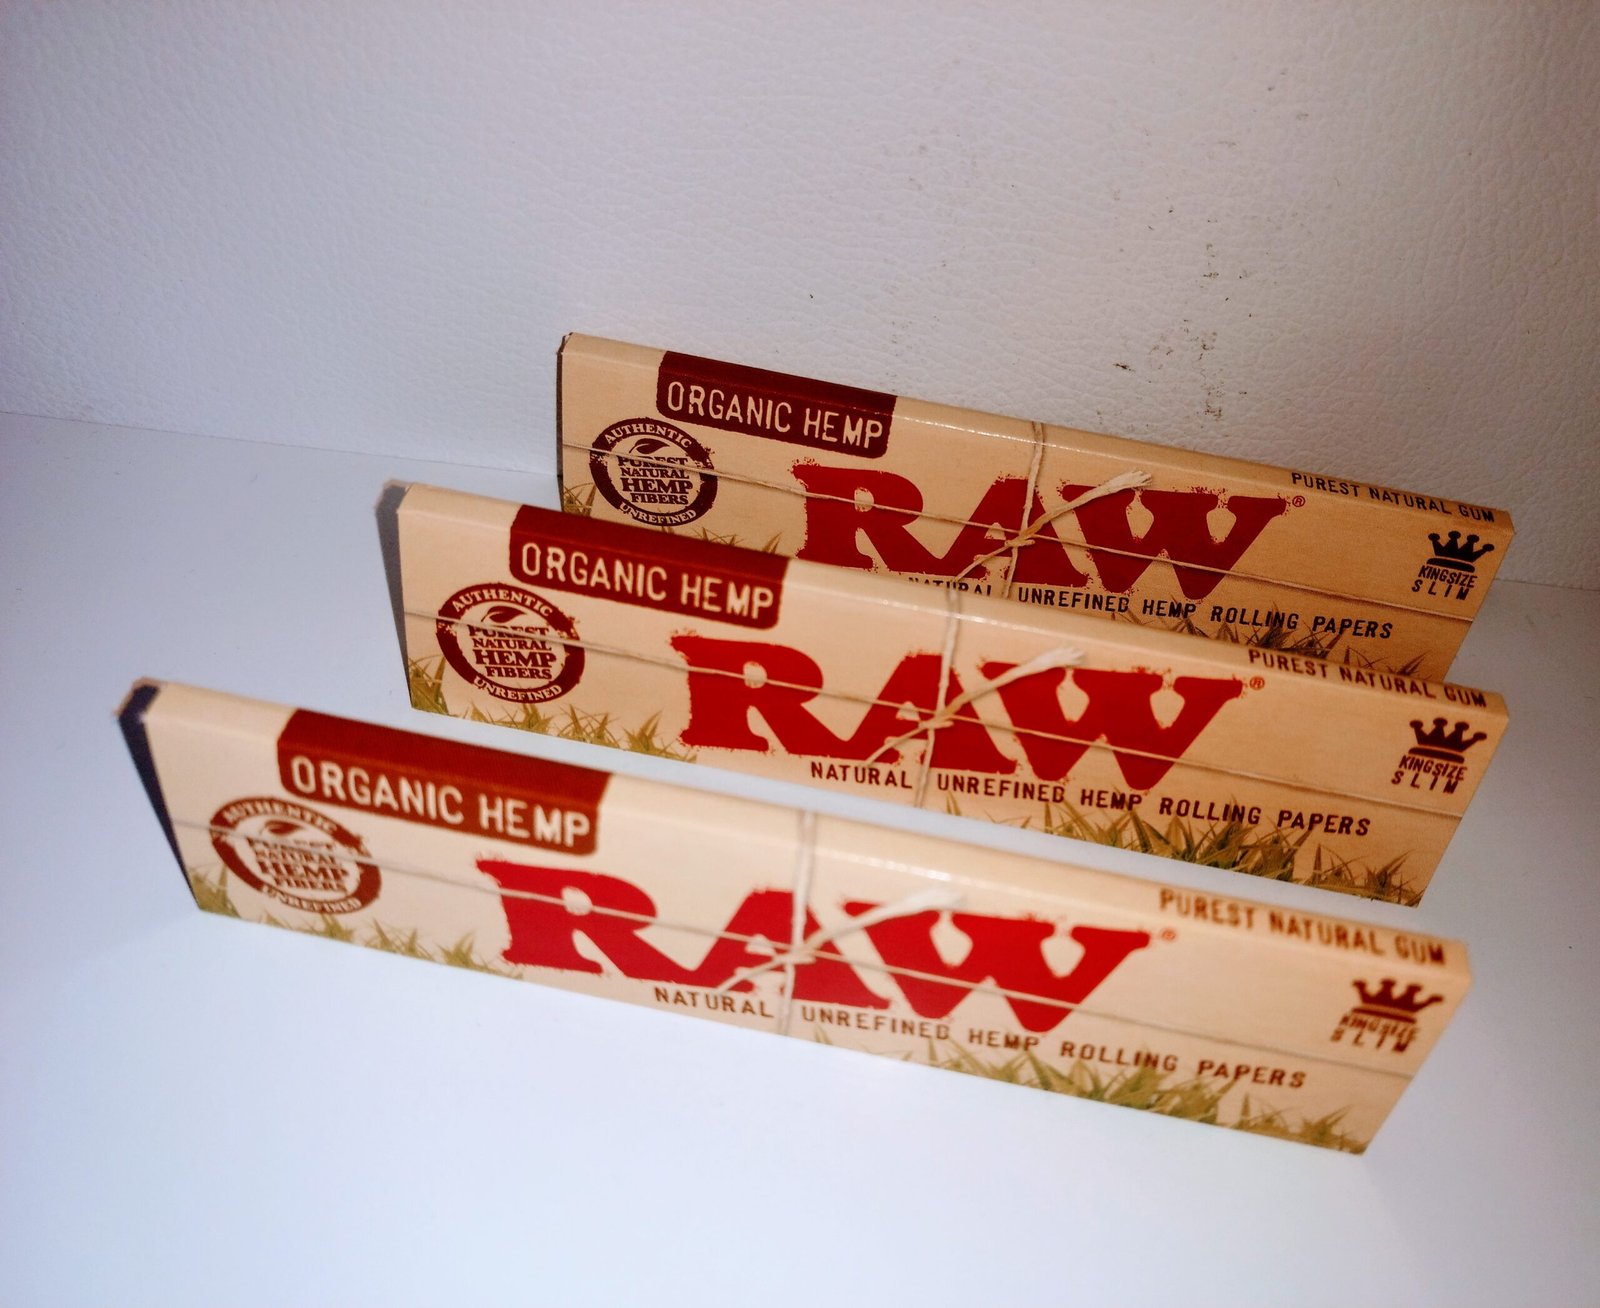 ORGANIC HEMP
AUTHENTIC
PUREST
NATURAL
HEMP
FIBERS
UNREFINED
RAW®
PUREST NATURAL GUM
KINGSIZE
SLIM
NATURAL UNREFINED HEMP ROLLING PAPERS
ORGANIC HEMP
AUTHENTIC
PUREST
NATURAL
HEMP
FIBERS
UNREFINED
RAW®
PUREST NATURAL GUM
KINGSIZE
SLIM
NATURAL UNREFINED HEMP ROLLING PAPERS
ORGANIC HEMP
AUTHENTIC
PUREST
NATURAL
HEMP
FIBERS
UNREFINED
RAW®
PUREST NATURAL GUM
KINGSIZE
SLIM
NATURAL UNREFINED HEMP ROLLING PAPERS